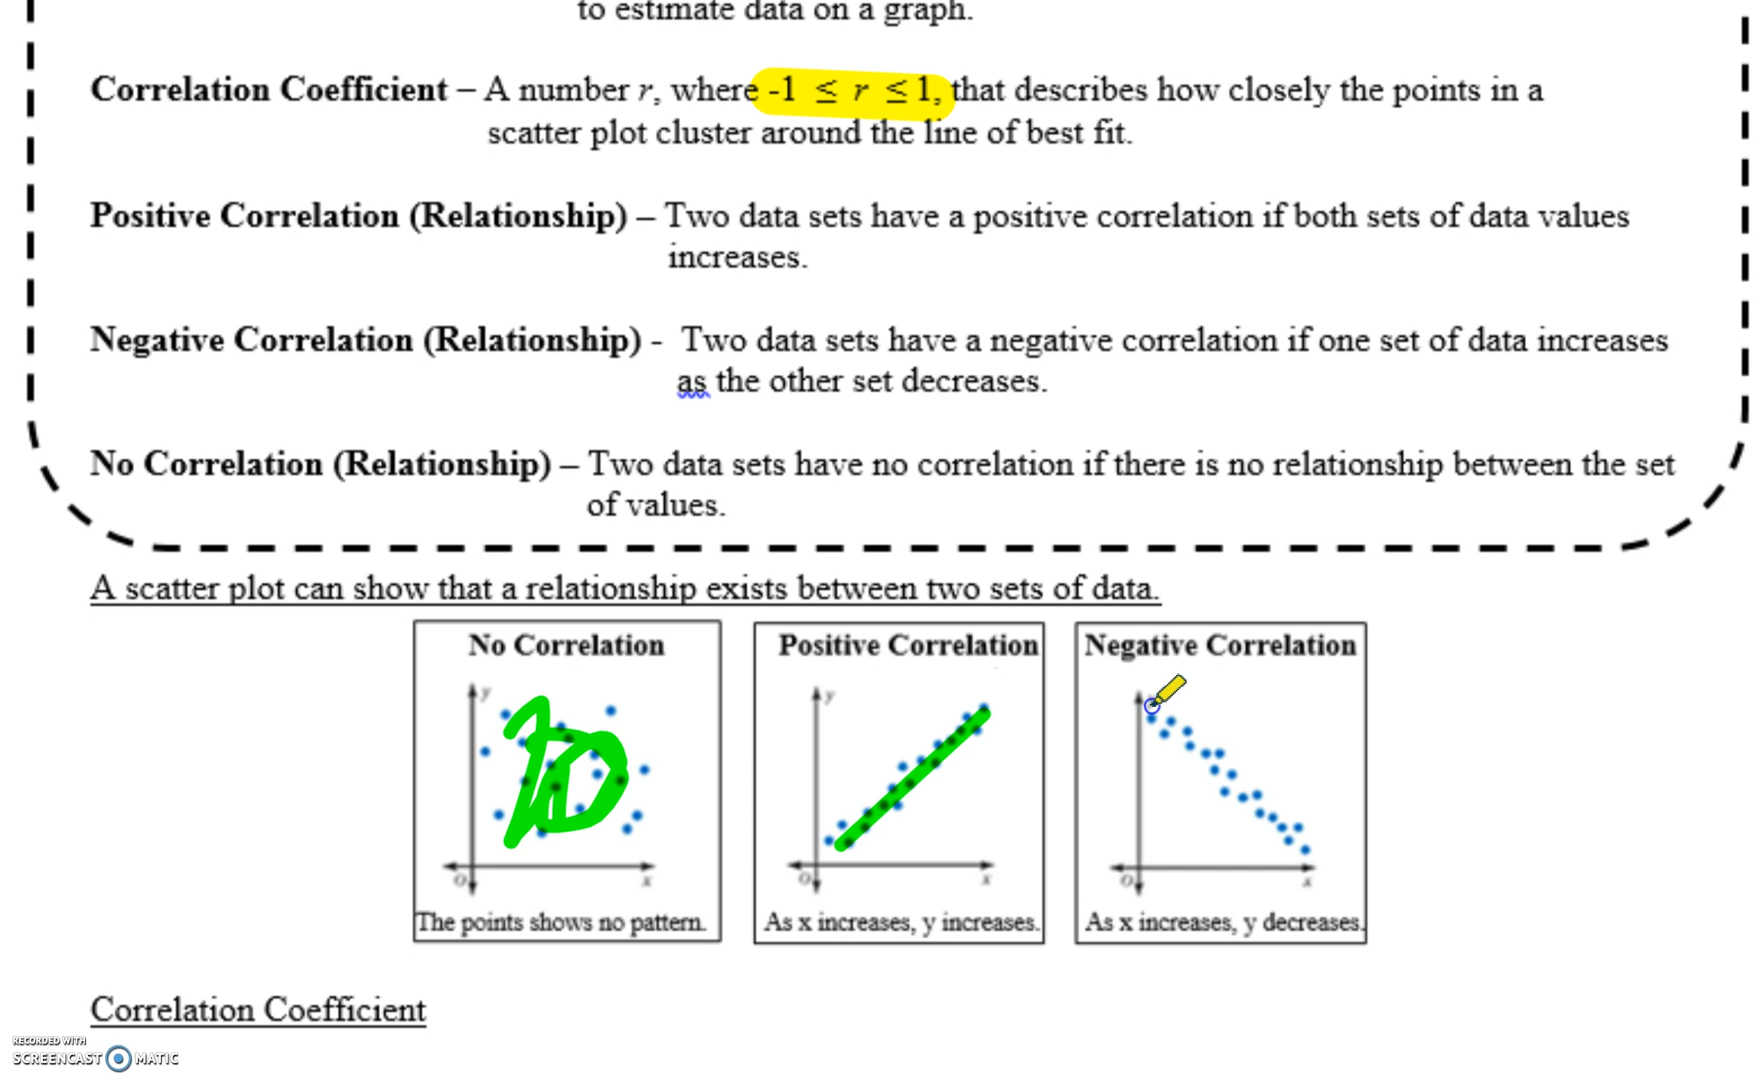 to estimate data on a graph.
Correlation Coefficient – A number r, where -1 ≤ r ≤ 1, that describes how closely the points in a
scatter plot cluster around the line of best fit.
Positive Correlation (Relationship) – Two data sets have a positive correlation if both sets of data values
increases.
Negative Correlation (Relationship) - Two data sets have a negative correlation if one set of data increases
as the other set decreases.
No Correlation (Relationship) – Two data sets have no correlation if there is no relationship between the set
of values.
A scatter plot can show that a relationship exists between two sets of data.
No Correlation
y
O
x
The points shows no pattern.
Positive Correlation
y
O
x
As x increases, y increases.
Negative Correlation
O
x
As x increases, y decreases.
Correlation Coefficient
RECORDED WITH
SCREENCAST MATIC